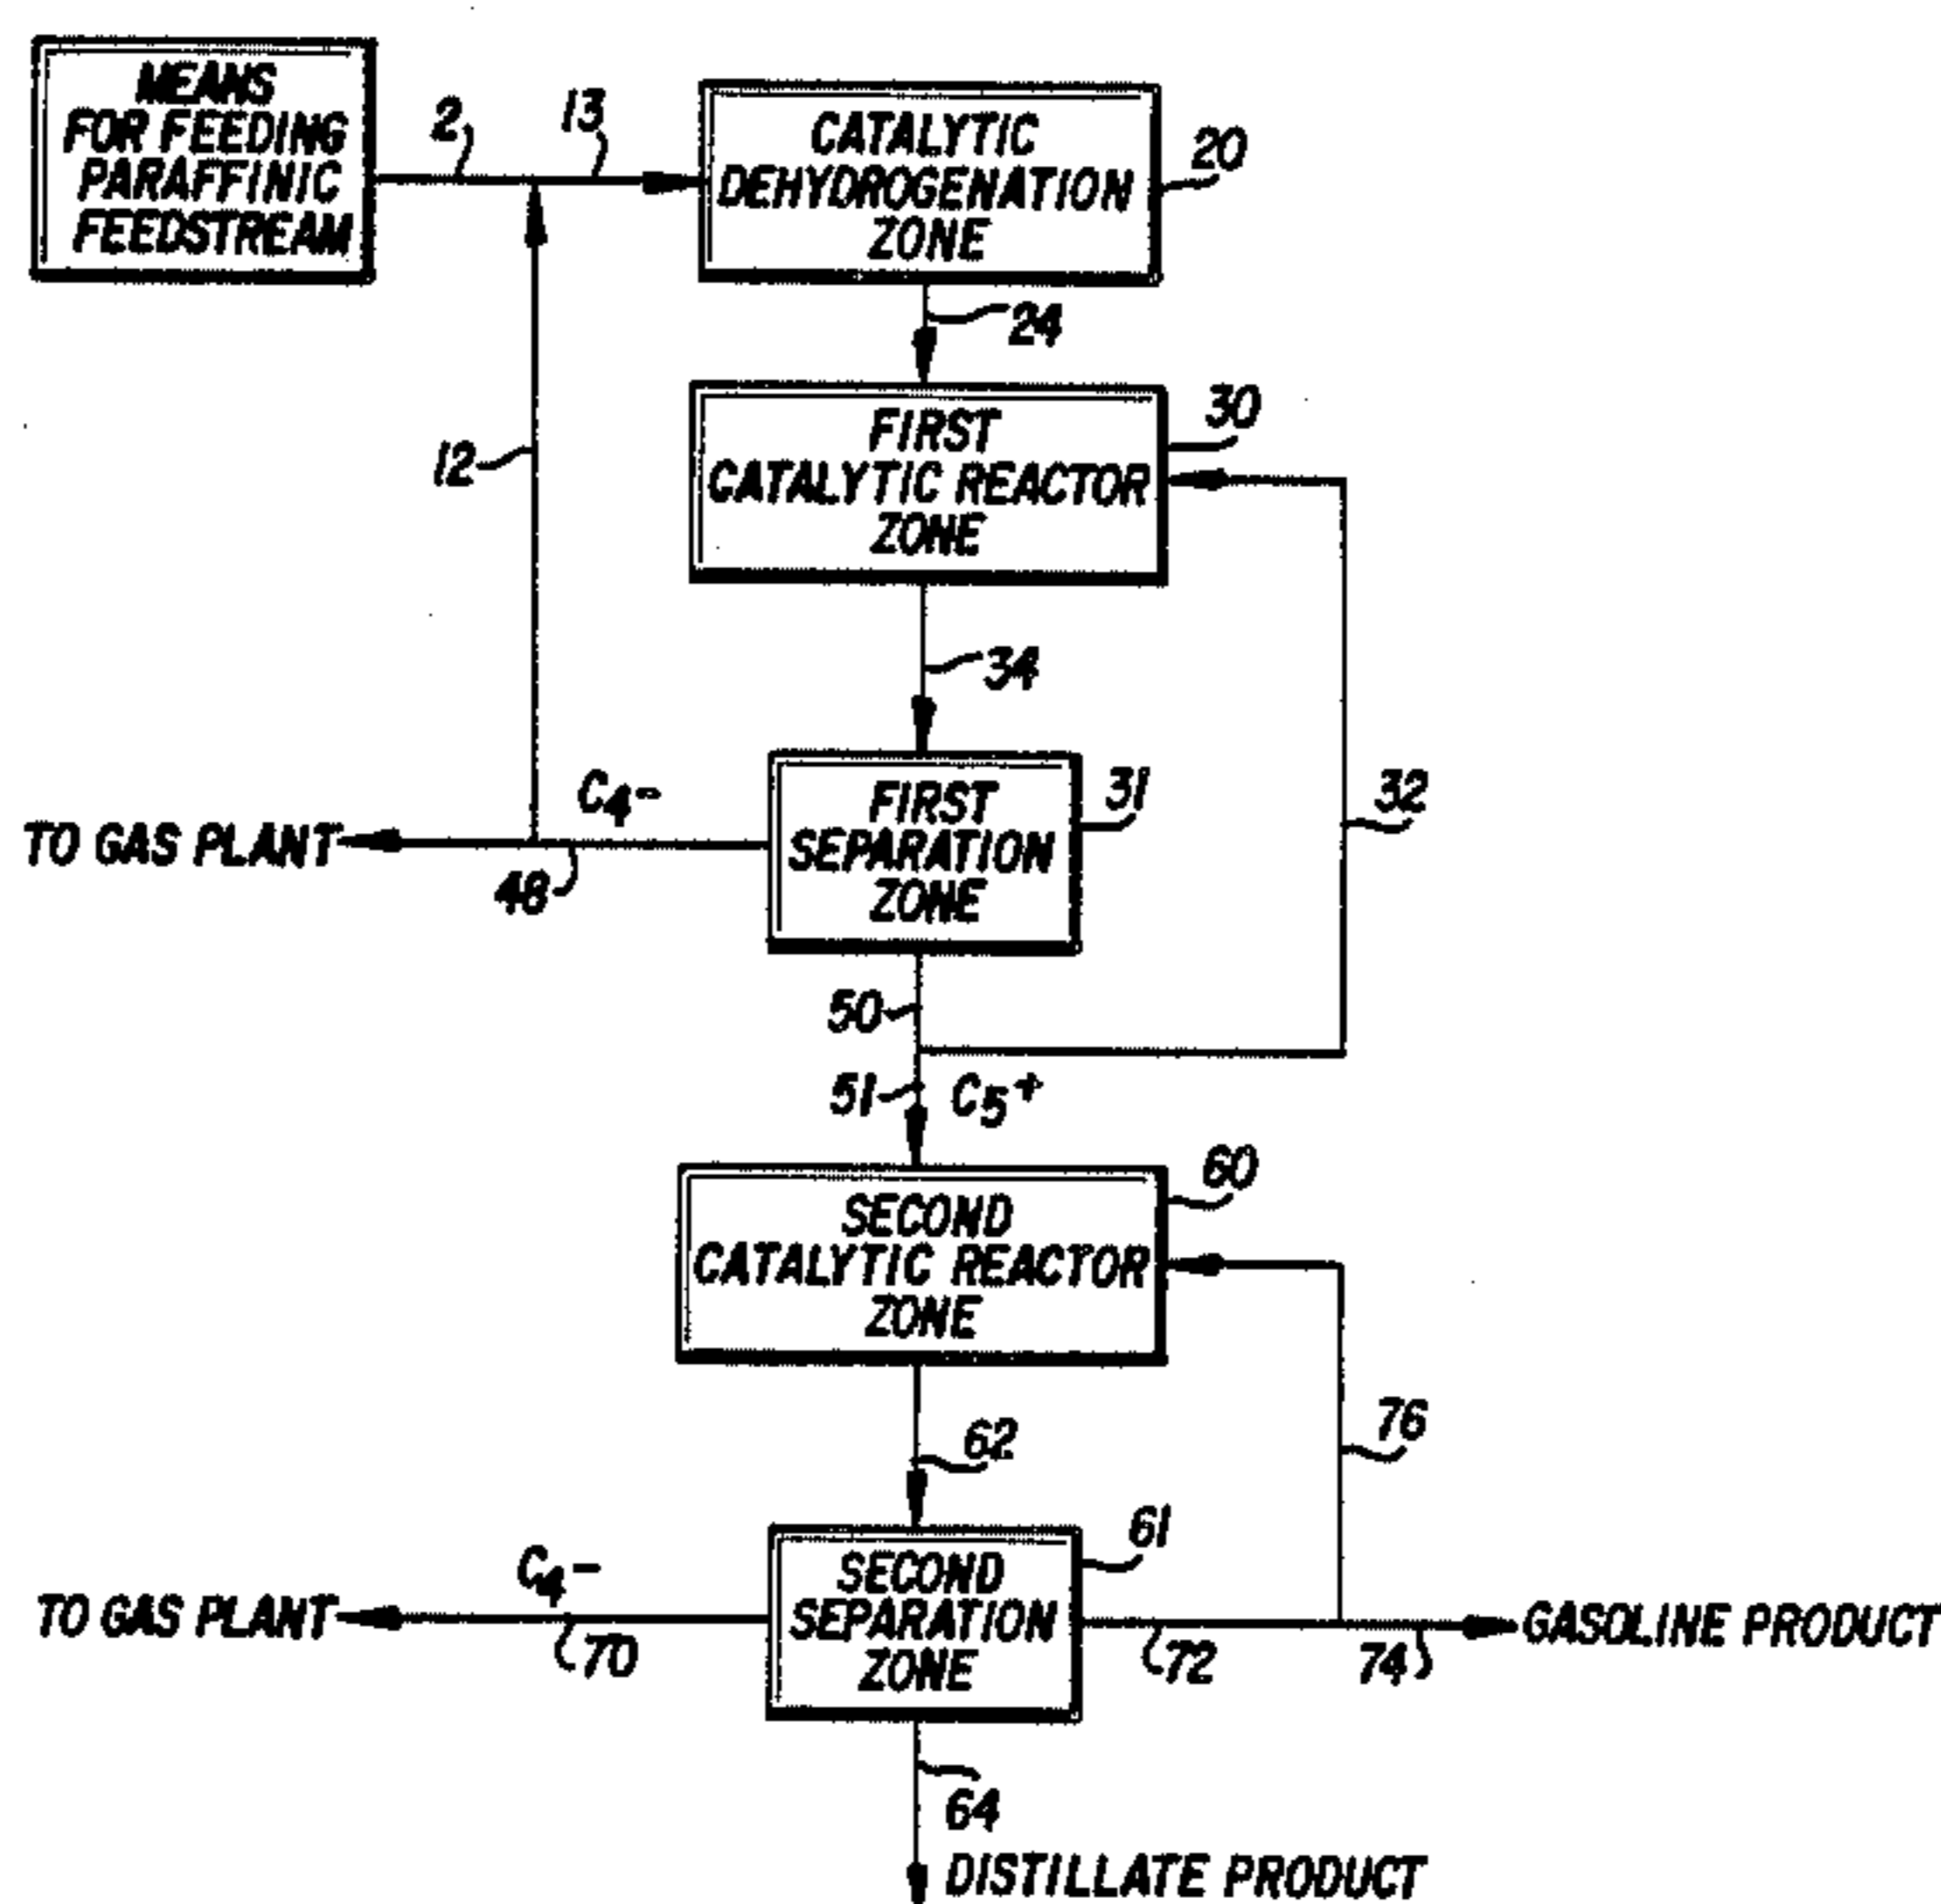 MEANS
FOR FEEDING
PARAFFINIC
FEEDSTREAM
2
13
CATALYTIC
DEHYDROGENATION
ZONE
20
24
FIRST
CATALYTIC REACTOR
ZONE
30
12
34
32
FIRST
SEPARATION
ZONE
31
C4-
TO GAS PLANT
48
50
51
C5+
SECOND
CATALYTIC REACTOR
ZONE
60
62
76
SECOND
SEPARATION
ZONE
61
C4-
TO GAS PLANT
70
72
74
GASOLINE PRODUCT
64
DISTILLATE PRODUCT